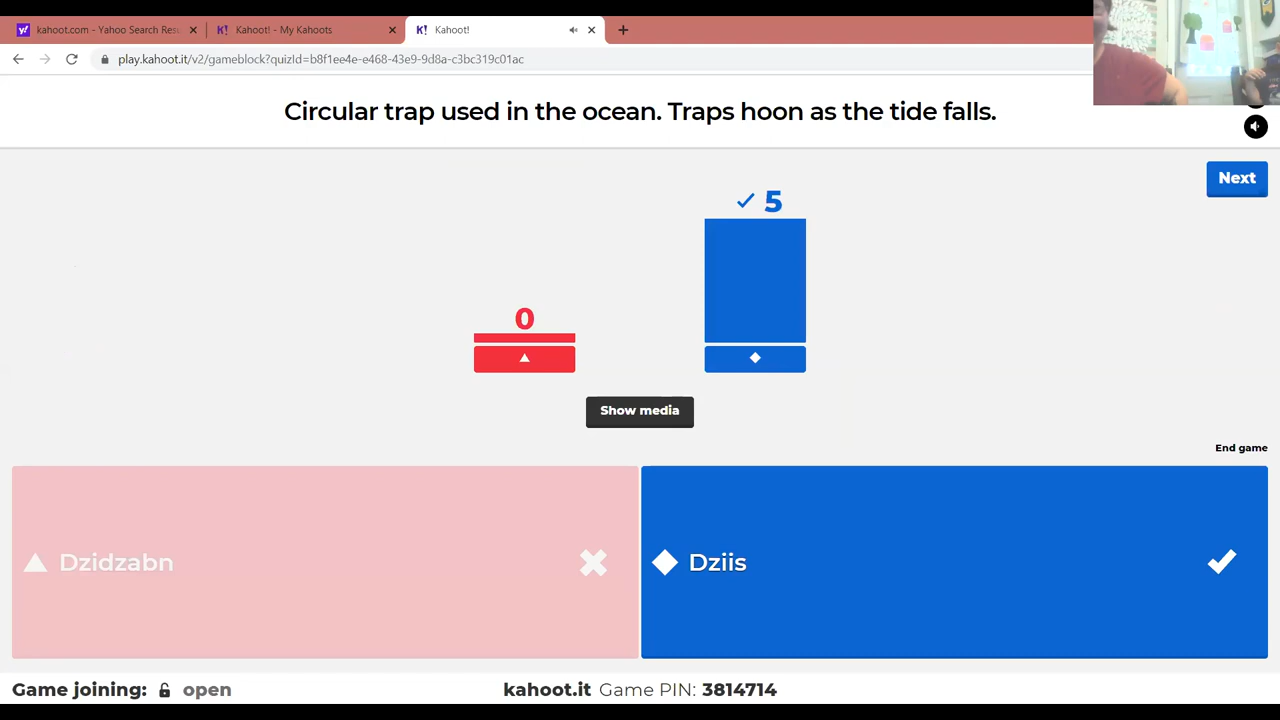 kahoot.com - Yahoo Search Resu
Kahoot! - My Kahoots
Kahoot!
play.kahoot.it/v2/gameblock?quizId=b8f1ee4e-e468-43e9-9d8a-c3bc319c01ac
Circular trap used in the ocean. Traps hoon as the tide falls.
Next
5
0
Show media
End game
Dzidzabn
Dziis
Game joining: open
kahoot.it Game PIN: 3814714